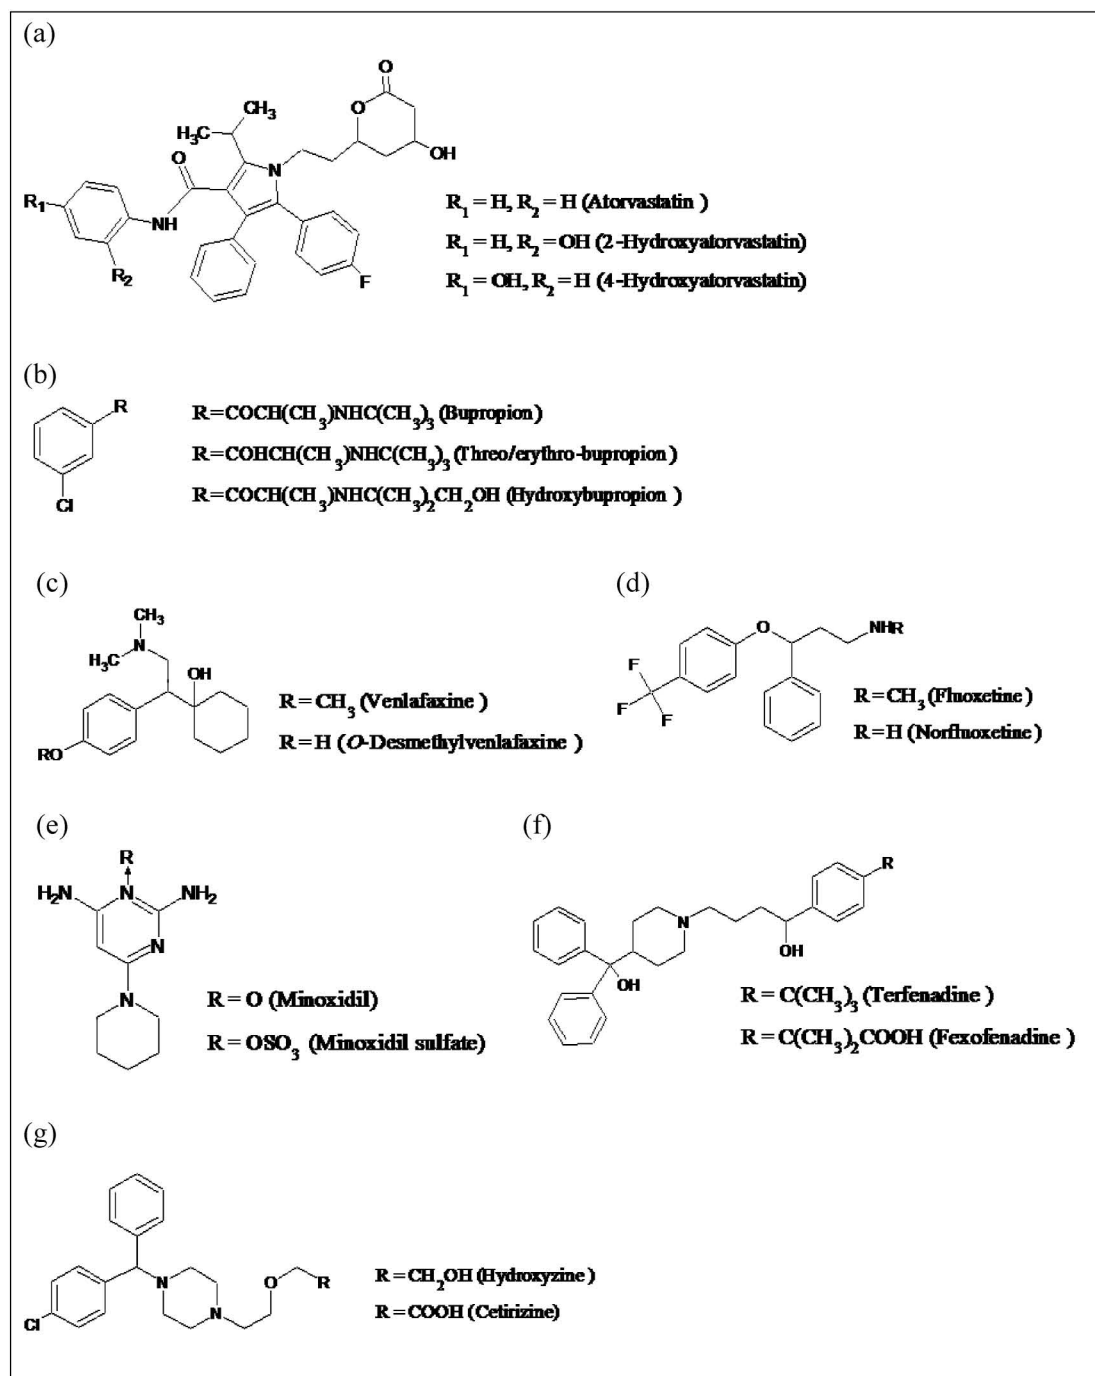 (a)
O
O
CH₃
H₃C
OH
O
N
R₁
NH
R₂
F
R₁ = H, R₂ = H (Atorvastatin)
R₁ = H, R₂ = OH (2-Hydroxyatorvastatin)
R₁ = OH, R₂ = H (4-Hydroxyatorvastatin)
(b)
R
Cl
R = COCH(CH₃)NHC(CH₃)₃ (Bupropion)
R = COHCH(CH₃)NHC(CH₃)₃ (Threo/erythro-bupropion)
R = COCH(CH₃)NHC(CH₃)₂CH₂OH (Hydroxybupropion)
(c)
CH₃
N
H₃C
OH
RO
R = CH₃ (Venlafaxine)
R = H (O-Desmethylvenlafaxine)
(d)
O
NHR
F
F
F
R = CH₃ (Fluoxetine)
R = H (Norfluoxetine)
(e)
R
H₂N
N
NH₂
N
N
R = O (Minoxidil)
R = OSO₃ (Minoxidil sulfate)
(f)
R
N
OH
OH
R = C(CH₃)₃ (Terfenadine)
R = C(CH₃)₂COOH (Fexofenadine)
(g)
N
O
R
Cl
N
R = CH₂OH (Hydroxyzine)
R = COOH (Cetirizine)